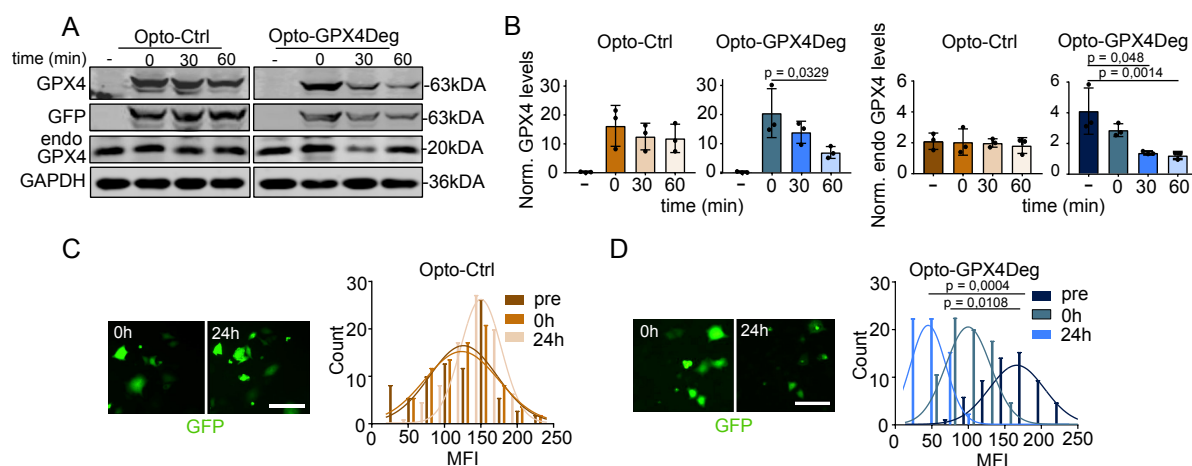 A
Opto-Ctrl Opto-GPX4Deg
time (min) - 0 30 60 - 0 30 60
GPX4 -63kDA
GFP -63kDA
endo GPX4 -20kDA
GAPDH -36kDA
B
Opto-Ctrl Opto-GPX4Deg
p = 0,0329
Norm. GPX4 levels
30
20
10
0
30
20
10
0
– 0 30 60 – 0 30 60
time (min)
Opto-Ctrl Opto-GPX4Deg
p = 0,048
p = 0,0014
Norm. endo GPX4 levels
6
4
2
0
6
4
2
0
– 0 30 60 – 0 30 60
time (min)
C
0h 24h
GFP
Opto-Ctrl
pre
0h
24h
Count
30
20
10
0
0 50 100 150 200 250
MFI
D
0h 24h
GFP
Opto-GPX4Deg
p = 0,0004
p = 0,0108
pre
0h
24h
Count
30
20
10
0
0 50 100 150 200 250
MFI